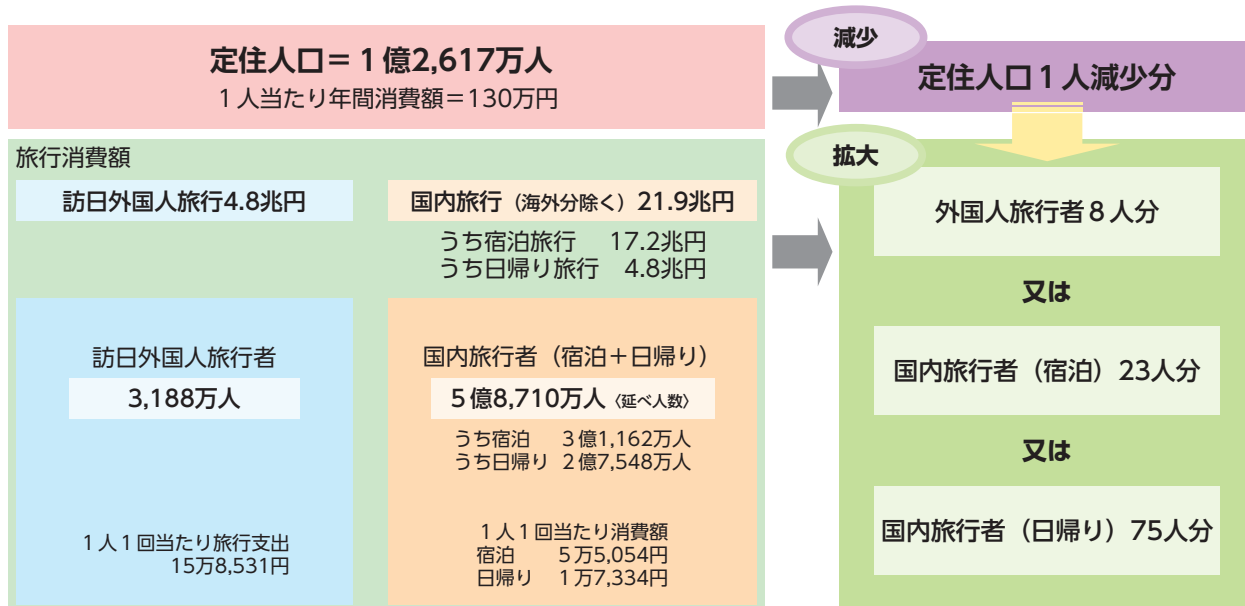 定住人口＝１億2,617万人
１人当たり年間消費額＝130万円
減少
定住人口１人減少分
旅行消費額
訪日外国人旅行4.8兆円
国内旅行（海外分除く）21.9兆円
うち宿泊旅行　17.2兆円
うち日帰り旅行　4.8兆円
訪日外国人旅行者
3,188万人
１人１回当たり旅行支出
15万8,531円
国内旅行者（宿泊＋日帰り）
５億8,710万人〈延べ人数〉
うち宿泊　３億1,162万人
うち日帰り　２億7,548万人
１人１回当たり消費額
宿泊　５万5,054円
日帰り　１万7,334円
拡大
外国人旅行者８人分
又は
国内旅行者（宿泊）23人分
又は
国内旅行者（日帰り）75人分